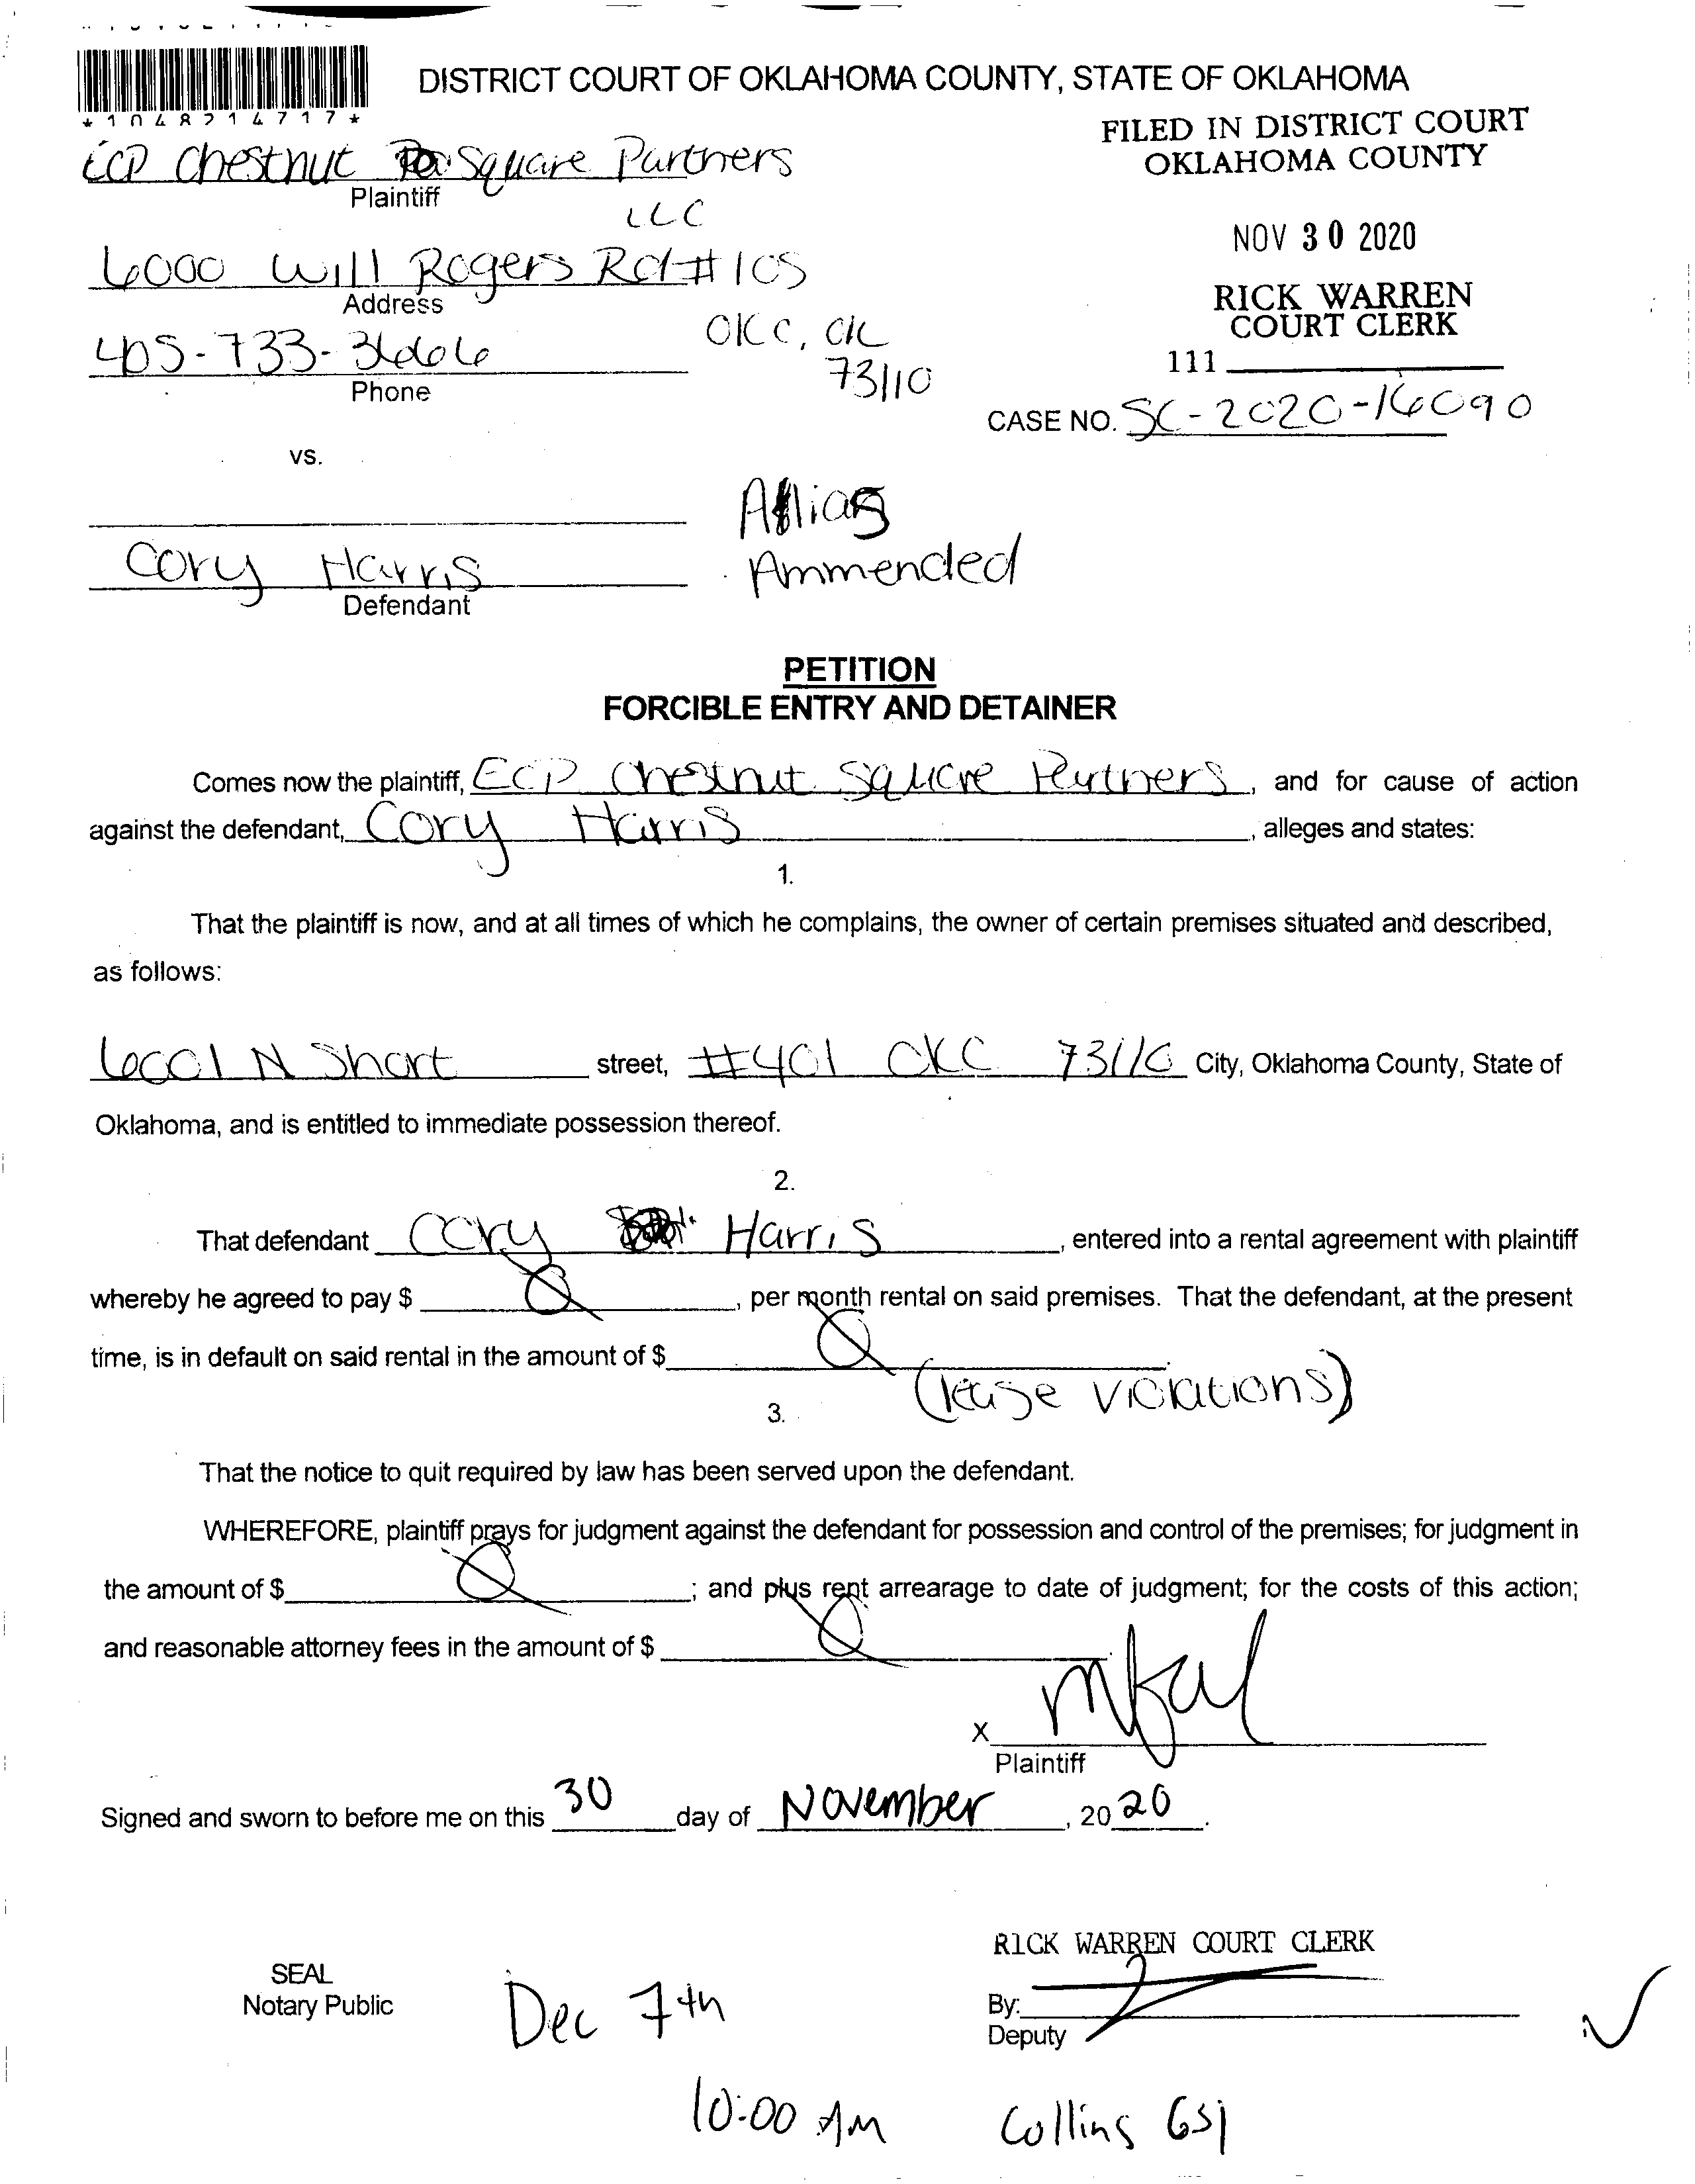 DISTRICT COURT OF OKLAHOMA COUNTY, STATE OF OKLAHOMA
*1048214717*
FILED IN DISTRICT COURT
OKLAHOMA COUNTY
ECP Chestnut Square Partners
Plaintiff
LLC
NOV 30 2020
6000 Will Rogers Rd #105
Address
RICK WARREN
COURT CLERK
405-733-3666
OKC, OK
73110
Phone
111
CASE NO. SC-2020-16090
vs.
Alias
Ammended
Cory Harris
Defendant
PETITION
FORCIBLE ENTRY AND DETAINER
Comes now the plaintiff, ECP Chestnut Square Partners, and for cause of action
against the defendant, Cory Harris, alleges and states:
1.
That the plaintiff is now, and at all times of which he complains, the owner of certain premises situated and described,
as follows:
6001 N Short street, #401 OKC 73110 City, Oklahoma County, State of
Oklahoma, and is entitled to immediate possession thereof.
2.
That defendant Cory Harris, entered into a rental agreement with plaintiff
whereby he agreed to pay $ , per month rental on said premises. That the defendant, at the present
time, is in default on said rental in the amount of $ .
(lease violations)
3.
That the notice to quit required by law has been served upon the defendant.
WHEREFORE, plaintiff prays for judgment against the defendant for possession and control of the premises; for judgment in
the amount of $ ; and plus rent arrearage to date of judgment; for the costs of this action;
and reasonable attorney fees in the amount of $ .
X
Plaintiff
Signed and sworn to before me on this 30 day of November, 2020.
RICK WARREN COURT CLERK
SEAL
Notary Public
Dec 7th
By:
Deputy
10:00 AM
Collins 651